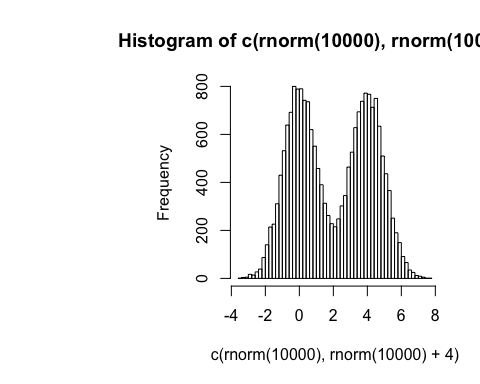 Histogram of c(rnorm(10000), rnorm(100
Frequency
0 200 400 600 800
-4 -2 0 2 4 6 8
c(rnorm(10000), rnorm(10000) + 4)